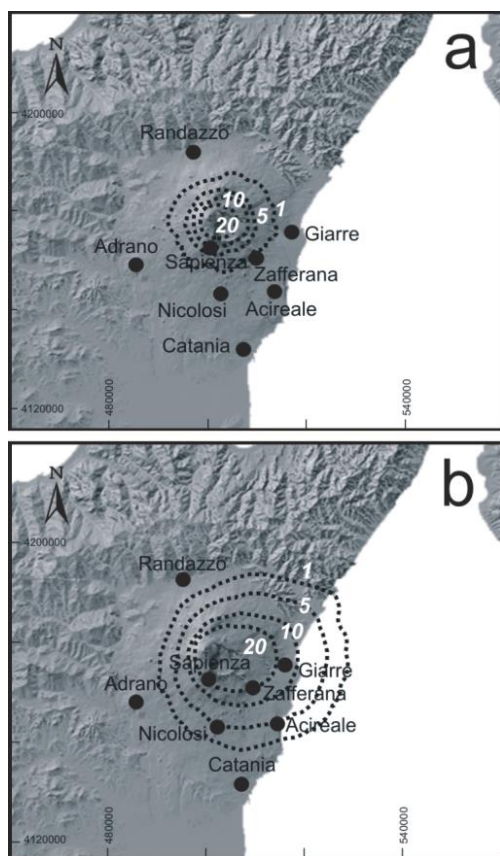 a
N
4200000
Randazzo
10
5
1
20
Giarre
Adrano
Sapienza
Zafferana
Nicolosi
Acireale
Catania
4120000
480000
540000
b
N
4200000
Randazzo
1
5
10
20
Sapienza
Giarre
Adrano
Zafferana
Nicolosi
Acireale
Catania
4120000
480000
540000